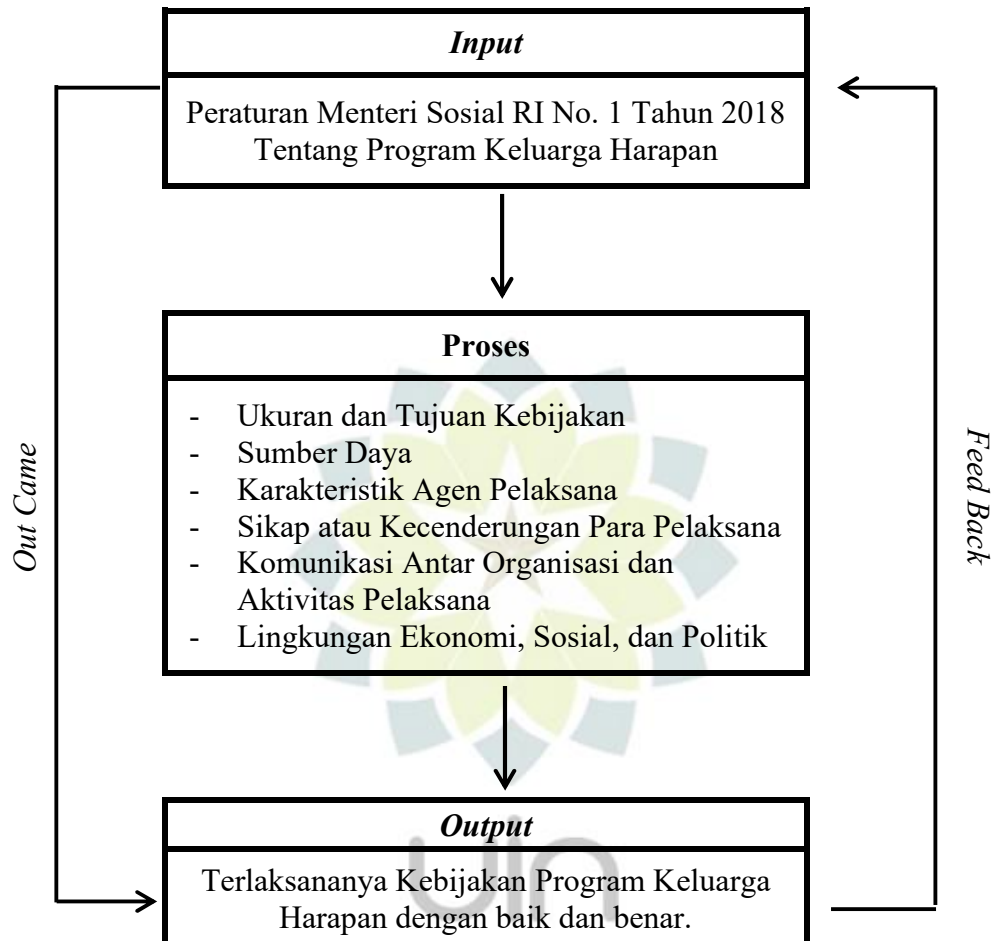 Input
Peraturan Menteri Sosial RI No. 1 Tahun 2018
Tentang Program Keluarga Harapan
Proses
- Ukuran dan Tujuan Kebijakan
- Sumber Daya
- Karakteristik Agen Pelaksana
- Sikap atau Kecenderungan Para Pelaksana
- Komunikasi Antar Organisasi dan
Aktivitas Pelaksana
- Lingkungan Ekonomi, Sosial, dan Politik
Out Came
Feed Back
Output
Terlaksananya Kebijakan Program Keluarga
Harapan dengan baik dan benar.
uin